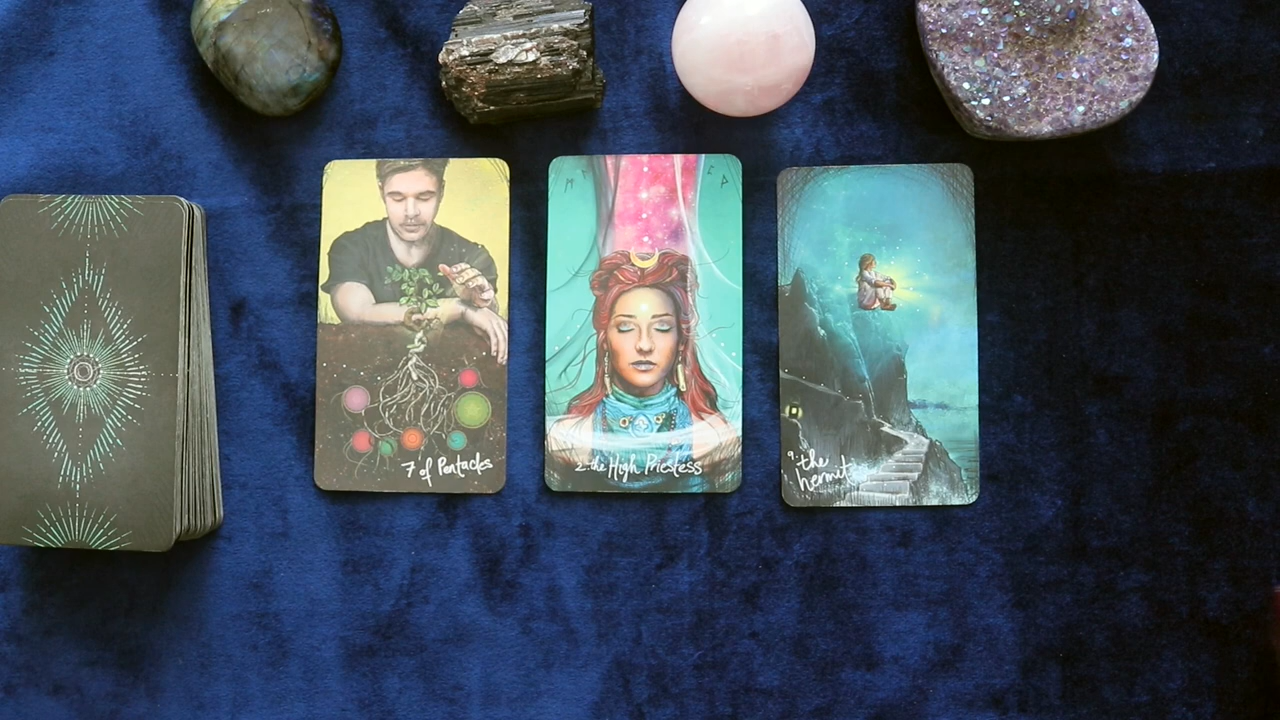 7 of Pentacles
2. the High Priestess
9. the
hermit